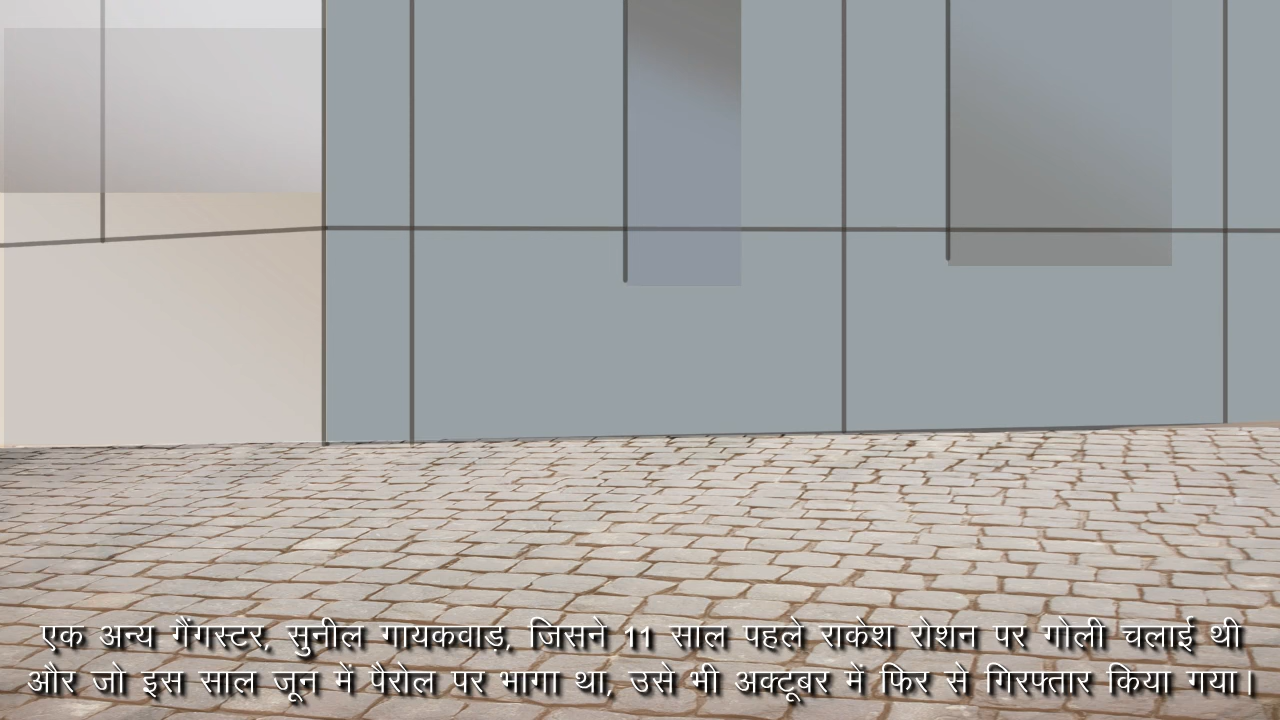 एक अन्य गैंगस्टर, सुनील गायकवाड़, जिसने 11 साल पहले राकेश रोशन पर गोली चलाई थी
और जो इस साल जून में पैरोल पर भागा था, उसे भी अक्टूबर में फिर से गिरफ्तार किया गया।